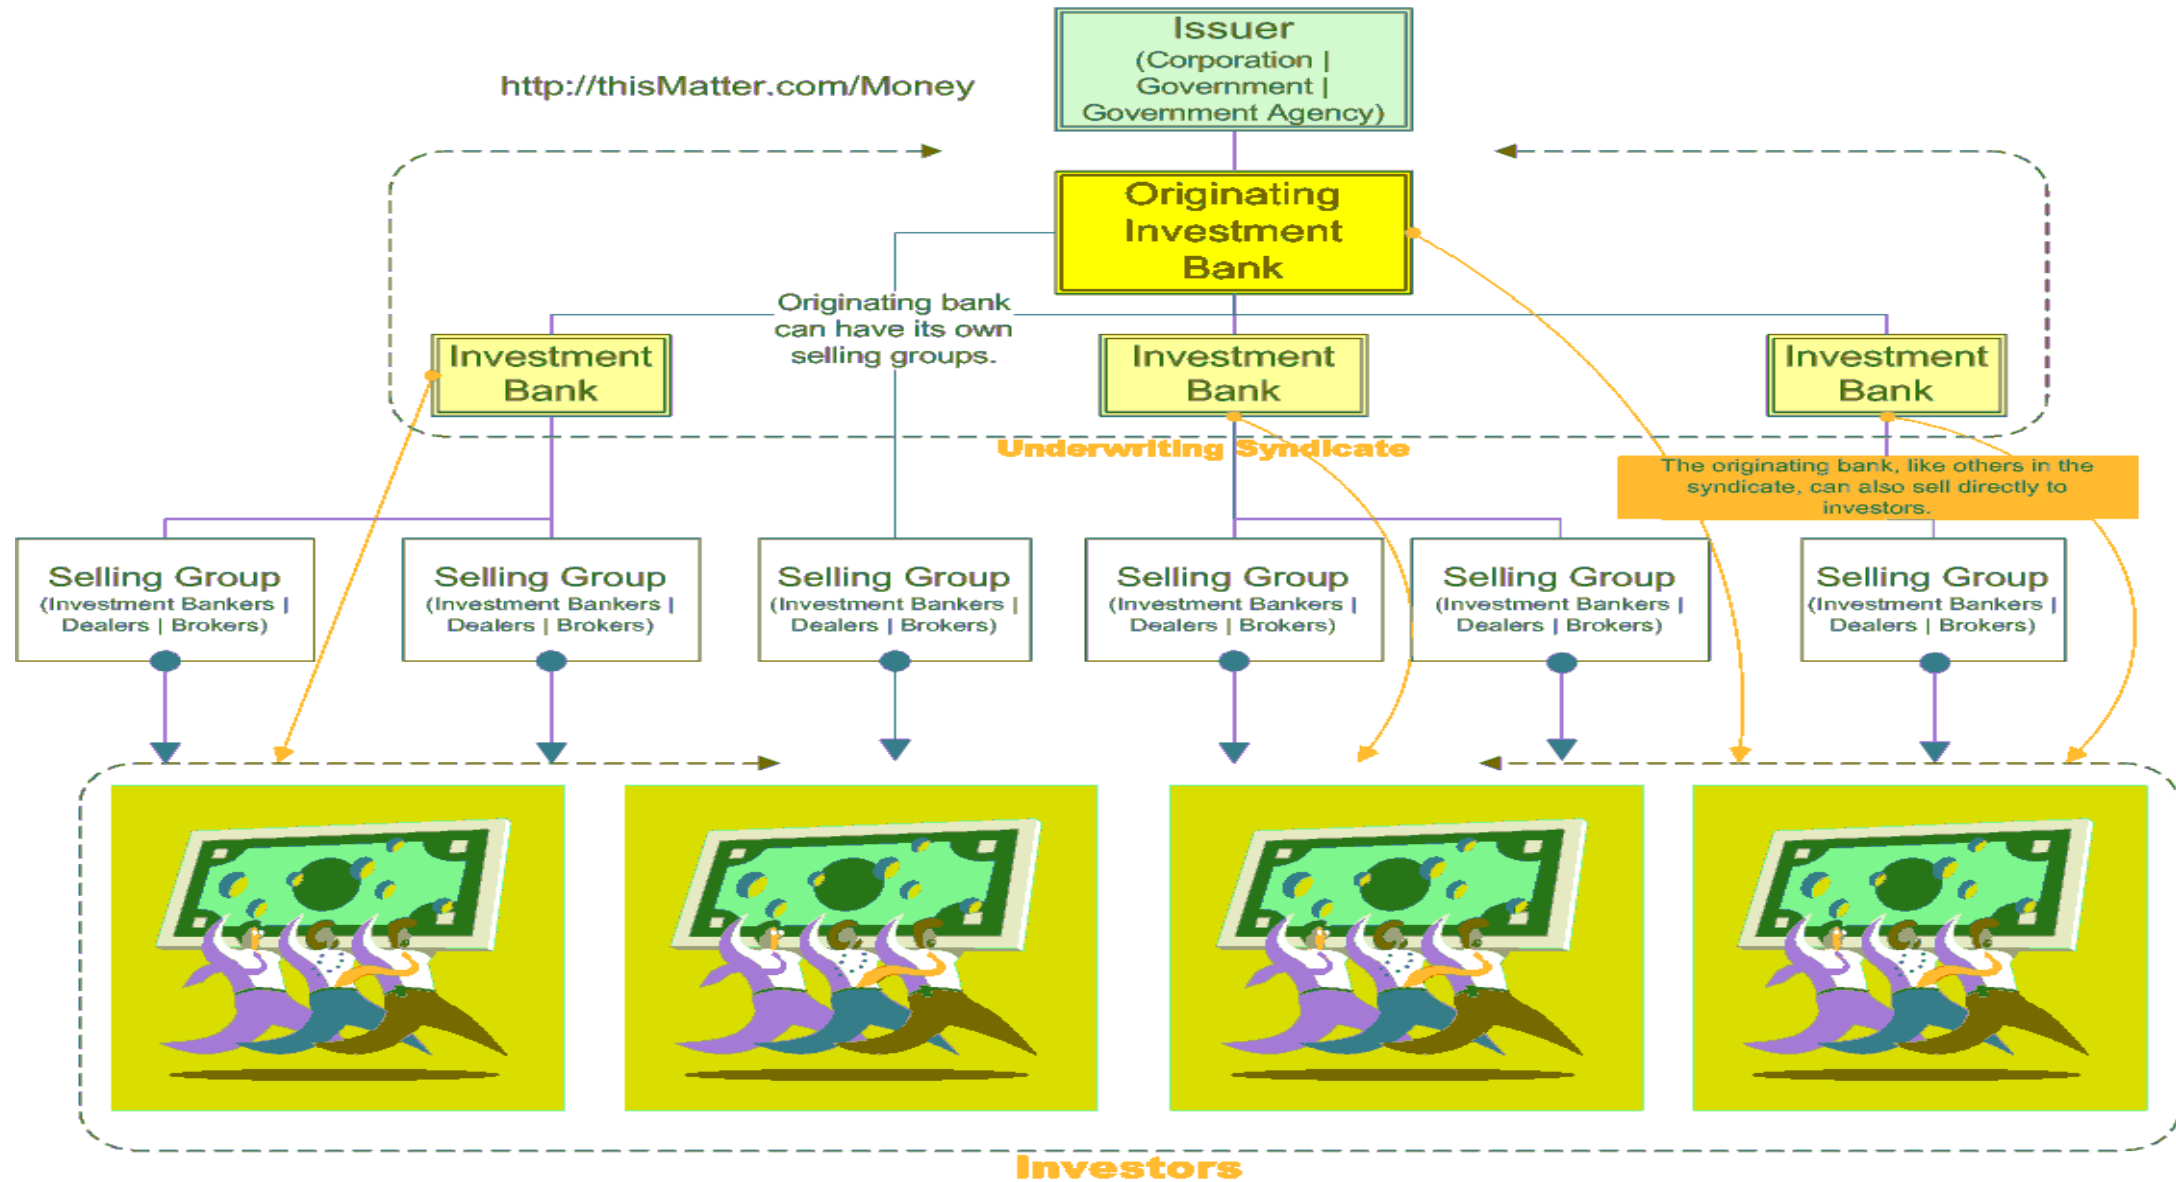 Issuer
(Corporation |
Government |
Government Agency)
http://thisMatter.com/Money
Originating
Investment
Bank
Originating bank
can have its own
selling groups.
Investment
Bank
Investment
Bank
Investment
Bank
Underwriting Syndicate
The originating bank, like others in the
syndicate, can also sell directly to
investors.
Selling Group
(Investment Bankers |
Dealers | Brokers)
Selling Group
(Investment Bankers |
Dealers | Brokers)
Selling Group
(Investment Bankers |
Dealers | Brokers)
Selling Group
(Investment Bankers |
Dealers | Brokers)
Selling Group
(Investment Bankers |
Dealers | Brokers)
Selling Group
(Investment Bankers |
Dealers | Brokers)
Investors